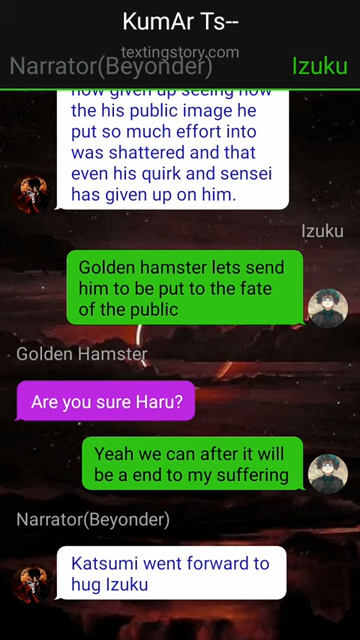 KumAr Ts--
textingstory.com
Narrator(Beyonder)
Izuku
now given up seeing how
the his public image he
put so much effort into
was shattered and that
even his quirk and sensei
has given up on him.
Izuku
Golden hamster lets send
him to be put to the fate
of the public
Golden Hamster
Are you sure Haru?
Yeah we can after it will
be a end to my suffering
Narrator(Beyonder)
Katsumi went forward to
hug Izuku